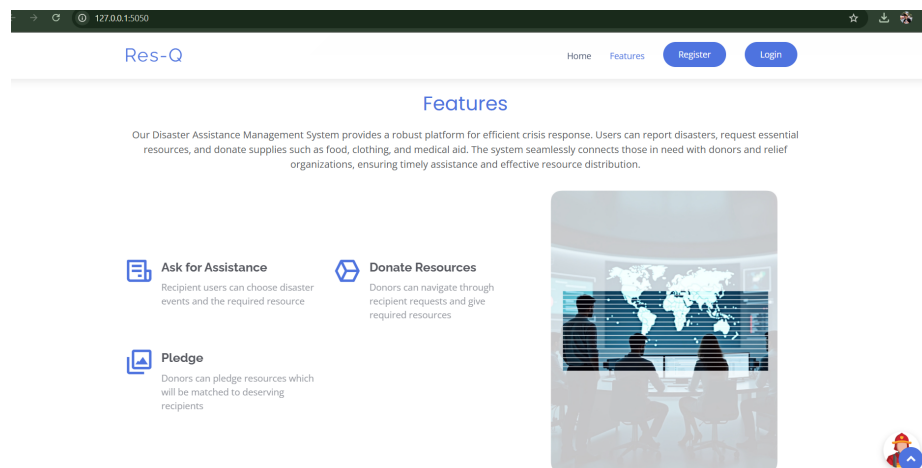 127.0.0.1:5050
Res-Q
Home Features Register Login
Features
Our Disaster Assistance Management System provides a robust platform for efficient crisis response. Users can report disasters, request essential
resources, and donate supplies such as food, clothing, and medical aid. The system seamlessly connects those in need with donors and relief
organizations, ensuring timely assistance and effective resource distribution.
Ask for Assistance
Recipient users can choose disaster
events and the required resource
Donate Resources
Donors can navigate through
recipient requests and give
required resources
Pledge
Donors can pledge resources which
will be matched to deserving
recipients